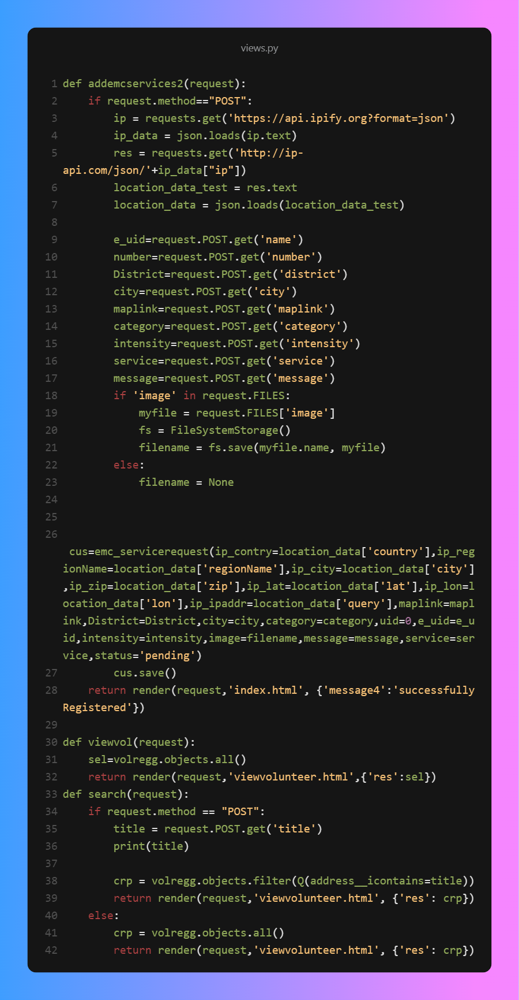 views.py
1 def addemcservices2(request):
2     if request.method=="POST":
3         ip = requests.get('https://api.ipify.org?format=json')
4         ip_data = json.loads(ip.text)
5         res = requests.get('http://ip-
api.com/json/'+ip_data["ip"])
6         location_data_test = res.text
7         location_data = json.loads(location_data_test)
8
9         e_uid=request.POST.get('name')
10         number=request.POST.get('number')
11         District=request.POST.get('district')
12         city=request.POST.get('city')
13         maplink=request.POST.get('maplink')
14         category=request.POST.get('category')
15         intensity=request.POST.get('intensity')
16         service=request.POST.get('service')
17         message=request.POST.get('message')
18         if 'image' in request.FILES:
19             myfile = request.FILES['image']
20             fs = FileSystemStorage()
21             filename = fs.save(myfile.name, myfile)
22         else:
23             filename = None
24
25
26
 cus=emc_servicerequest(ip_contry=location_data['country'],ip_reg
ionName=location_data['regionName'],ip_city=location_data['city']
,ip_zip=location_data['zip'],ip_lat=location_data['lat'],ip_lon=l
ocation_data['lon'],ip_ipaddr=location_data['query'],maplink=mapl
ink,District=District,city=city,category=category,uid=0,e_uid=e_u
id,intensity=intensity,image=filename,message=message,service=ser
vice,status='pending')
27         cus.save()
28     return render(request,'index.html', {'message4':'successfully
Registered'})
29
30 def viewvol(request):
31     sel=volregg.objects.all()
32     return render(request,'viewvolunteer.html',{'res':sel})
33 def search(request):
34     if request.method == "POST":
35         title = request.POST.get('title')
36         print(title)
37
38         crp = volregg.objects.filter(Q(address__icontains=title))
39         return render(request,'viewvolunteer.html', {'res': crp})
40     else:
41         crp = volregg.objects.all()
42         return render(request,'viewvolunteer.html', {'res': crp})